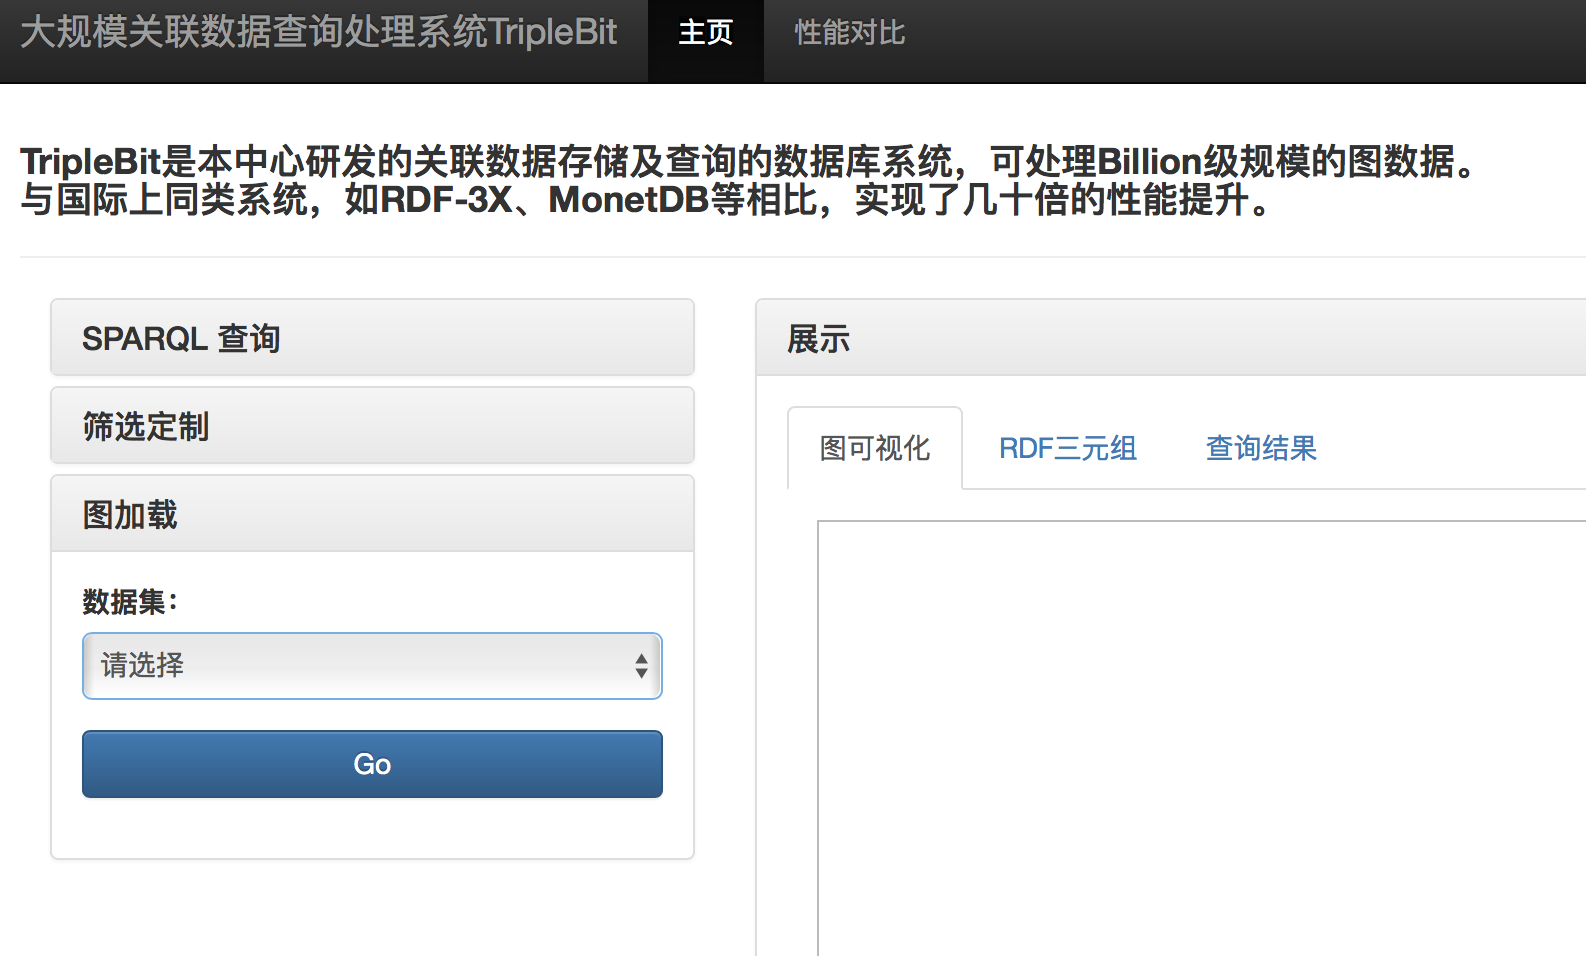 大规模关联数据查询处理系统TripleBit
主页
性能对比
TripleBit是本中心研发的关联数据存储及查询的数据库系统，可处理Billion级规模的图数据。
与国际上同类系统，如RDF-3X、MonetDB等相比，实现了几十倍的性能提升。
SPARQL 查询
筛选定制
图加载
数据集：
请选择
Go
展示
图可视化
RDF三元组
查询结果